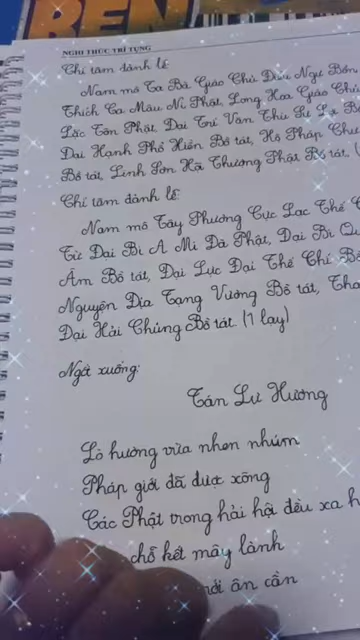 BEN
NGHI THỨC TRÌ TỤNG
Chí tâm đảnh lễ:
Nam mô Ta Bà Giáo Chủ Điều Ngự Bổn
Thích Ca Mâu Ni Phật, Long Hoa Giáo Chủ
Lặc Tôn Phật, Đại Trí Văn Thù Sư Lợi B
Đại Hạnh Phổ Hiền Bồ tát, Hộ Pháp Chư
Bồ tát, Linh Sơn Hội Thượng Phật Bồ tát. (
Chí tâm đảnh lễ:
Nam mô Tây Phương Cực Lạc Thế
Từ Đại Bi A Mi Đà Phật, Đại Bi Qu
Âm Bồ tát, Đại Lực Đại Thế Chí Bồ
Nguyện Địa Tạng Vương Bồ tát, Tha
Đại Hải Chúng Bồ tát. (1 lạy)
Ngồi xuống:
Tán Lư Hương
Lò hương vừa nhen nhúm
Pháp giới đã được xông
Các Phật trong hải hội đều xa h
chỗ kết mây lành
mới ân cần